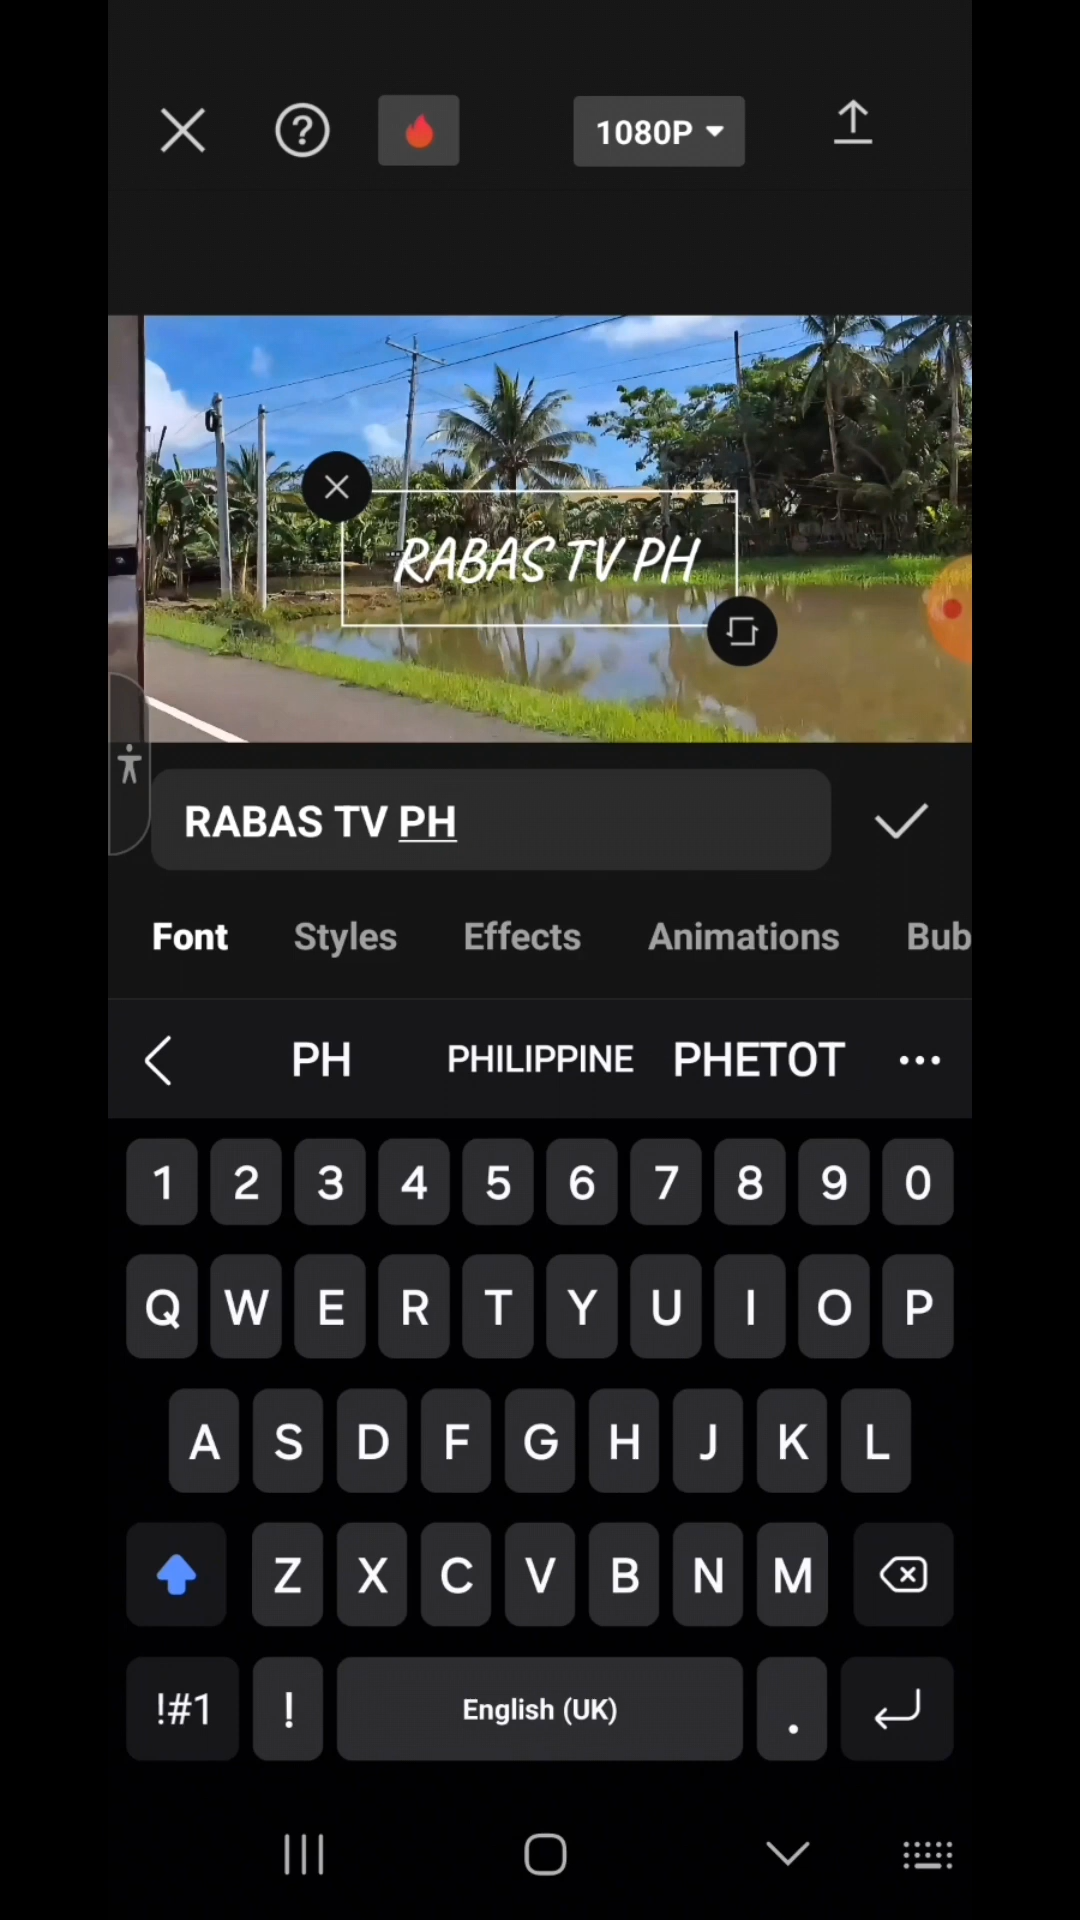 1080P
RABAS TV PH
RABAS TV PH
Font Styles Effects Animations Bub
PH PHILIPPINE PHETOT
1 2 3 4 5 6 7 8 9 0
Q W E R T Y U I O P
A S D F G H J K L
Z X C V B N M
!#1 ! English (UK) .